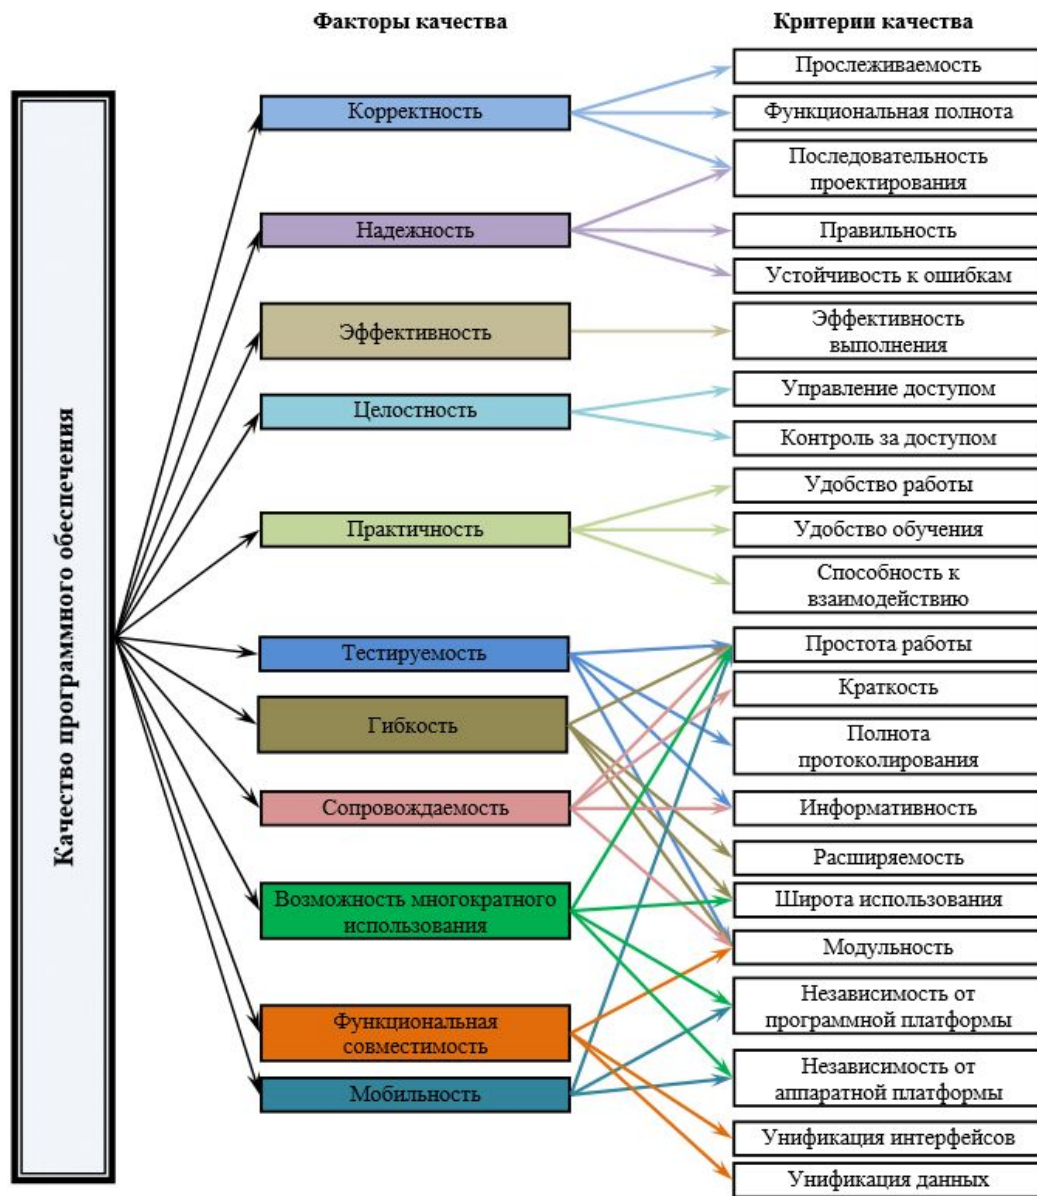 Факторы качества
Критерии качества
Качество программного обеспечения
Корректность
Надежность
Эффективность
Целостность
Практичность
Тестируемость
Гибкость
Сопровождаемость
Возможность многократного
использования
Функциональная
совместимость
Мобильность
Прослеживаемость
Функциональная полнота
Последовательность
проектирования
Правильность
Устойчивость к ошибкам
Эффективность
выполнения
Управление доступом
Контроль за доступом
Удобство работы
Удобство обучения
Способность к
взаимодействию
Простота работы
Краткость
Полнота
протоколирования
Информативность
Расширяемость
Широта использования
Модульность
Независимость от
программной платформы
Независимость от
аппаратной платформы
Унификация интерфейсов
Унификация данных